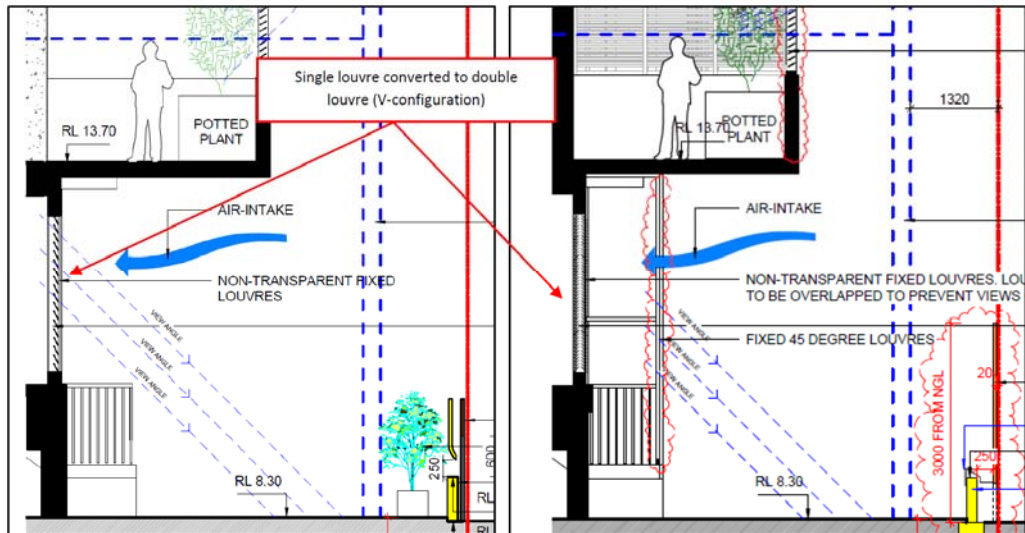 Single louvre converted to double
louvre (V-configuration)
POTTED
PLANT
RL 13.70
AIR-INTAKE
NON-TRANSPARENT FIXED
LOUVRES
VIEW ANGLE
VIEW ANGLE
VIEW ANGLE
250
600
RL
RL 8.30
RL
1320
POTTED
PLANT
RL 13.70
AIR-INTAKE
NON-TRANSPARENT FIXED LOUVRES. LOU
TO BE OVERLAPPED TO PREVENT VIEWS
FIXED 45 DEGREE LOUVRES
VIEW ANGLE
VIEW ANGLE
VIEW ANGLE
3000 FROM NGL
20
250
RL 8.30